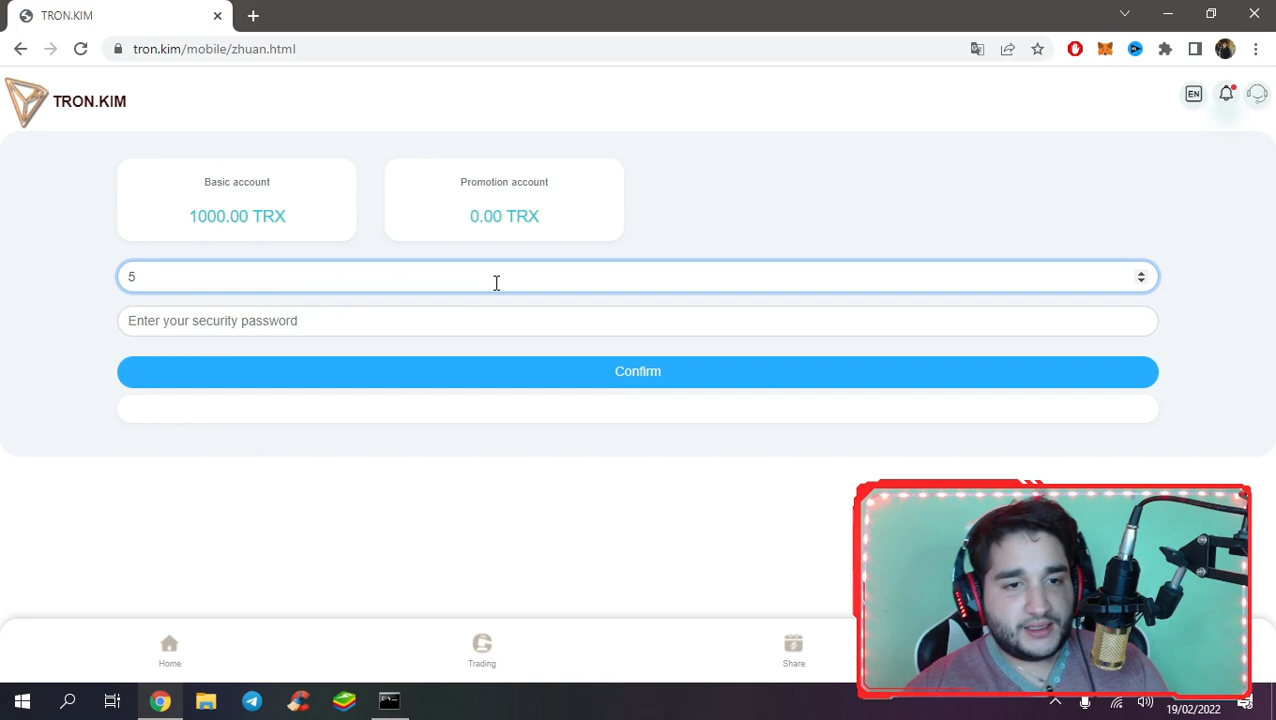 TRON.KIM
tron.kim/mobile/zhuan.html
TRON.KIM
EN
Basic account
1000.00 TRX
Promotion account
0.00 TRX
5
Enter your security password
Confirm
Home
Trading
Share
19/02/2022